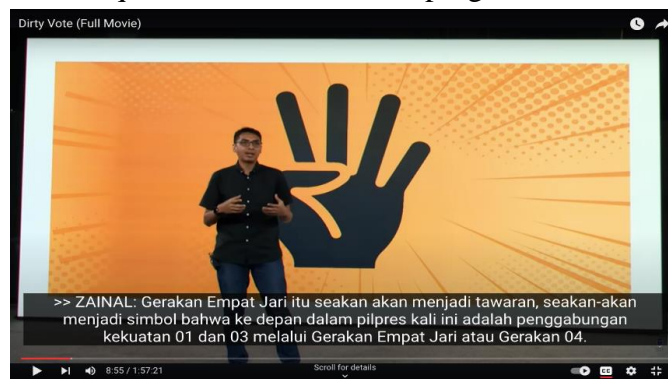 Dirty Vote (Full Movie)
>> ZAINAL: Gerakan Empat Jari itu seakan akan menjadi tawaran, seakan-akan
menjadi simbol bahwa ke depan dalam pilpres kali ini adalah penggabungan
kekuatan 01 dan 03 melalui Gerakan Empat Jari atau Gerakan 04.
8:55 / 1:57:21
Scroll for details
CC